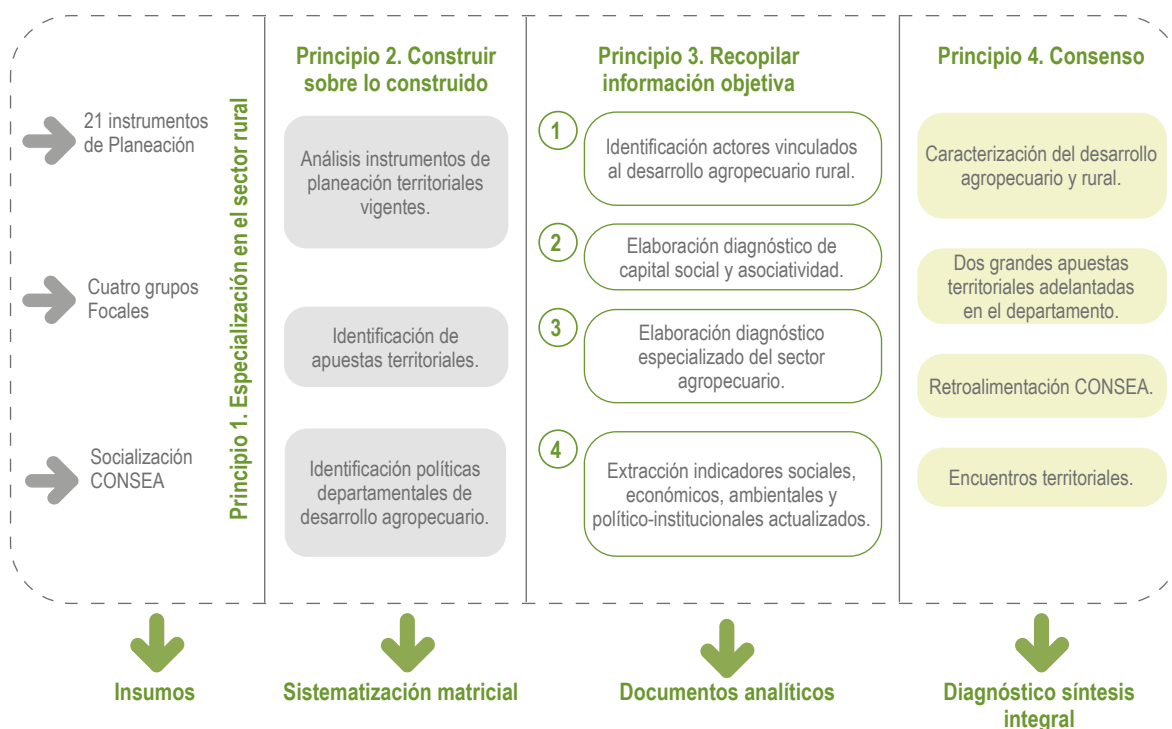 21 instrumentos
de Planeación
Cuatro grupos
Focales
Socialización
CONSEA
Principio 1. Especialización en el sector rural
Insumos
Principio 2. Construir
sobre lo construido
Análisis instrumentos de
planeación territoriales
vigentes.
Identificación de
apuestas territoriales.
Identificación políticas
departamentales de
desarrollo agropecuario.
Sistematización matricial
Principio 3. Recopilar
información objetiva
1
Identificación actores vinculados
al desarrollo agropecuario rural.
2
Elaboración diagnóstico de
capital social y asociatividad.
3
Elaboración diagnóstico
especializado del sector
agropecuario.
4
Extracción indicadores sociales,
económicos, ambientales y
político-institucionales actualizados.
Documentos analíticos
Principio 4. Consenso
Caracterización del desarrollo
agropecuario y rural.
Dos grandes apuestas
territoriales adelantadas
en el departamento.
Retroalimentación CONSEA.
Encuentros territoriales.
Diagnóstico síntesis
integral